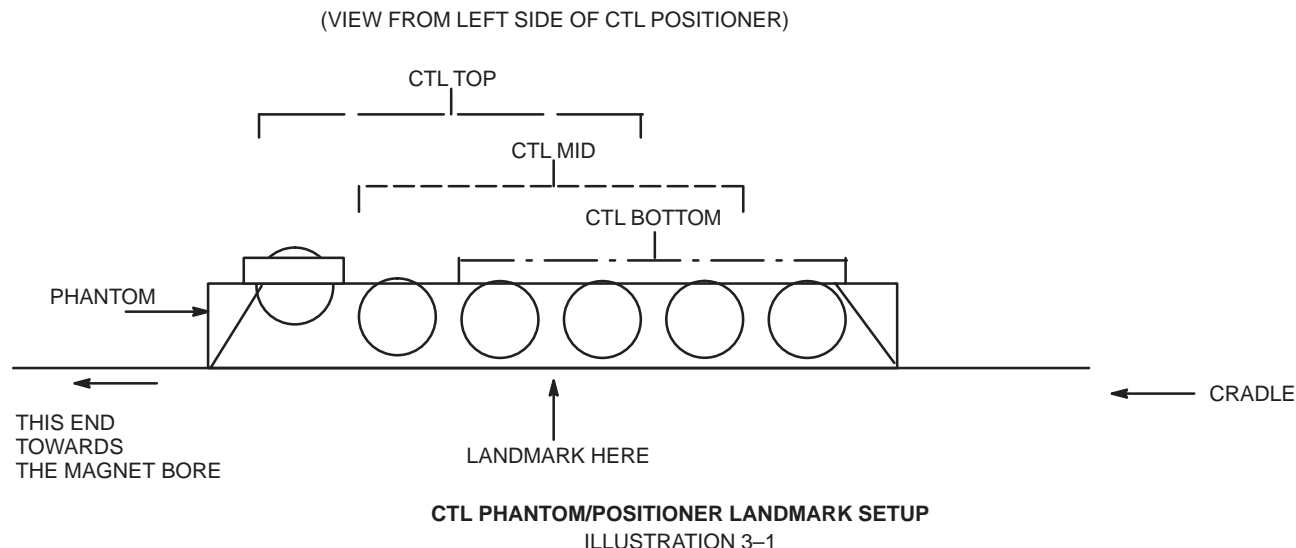 (VIEW FROM LEFT SIDE OF CTL POSITIONER)
CTL TOP
CTL MID
CTL BOTTOM
PHANTOM
CRADLE
THIS END
TOWARDS
THE MAGNET BORE
LANDMARK HERE
CTL PHANTOM/POSITIONER LANDMARK SETUP
ILLUSTRATION 3–1